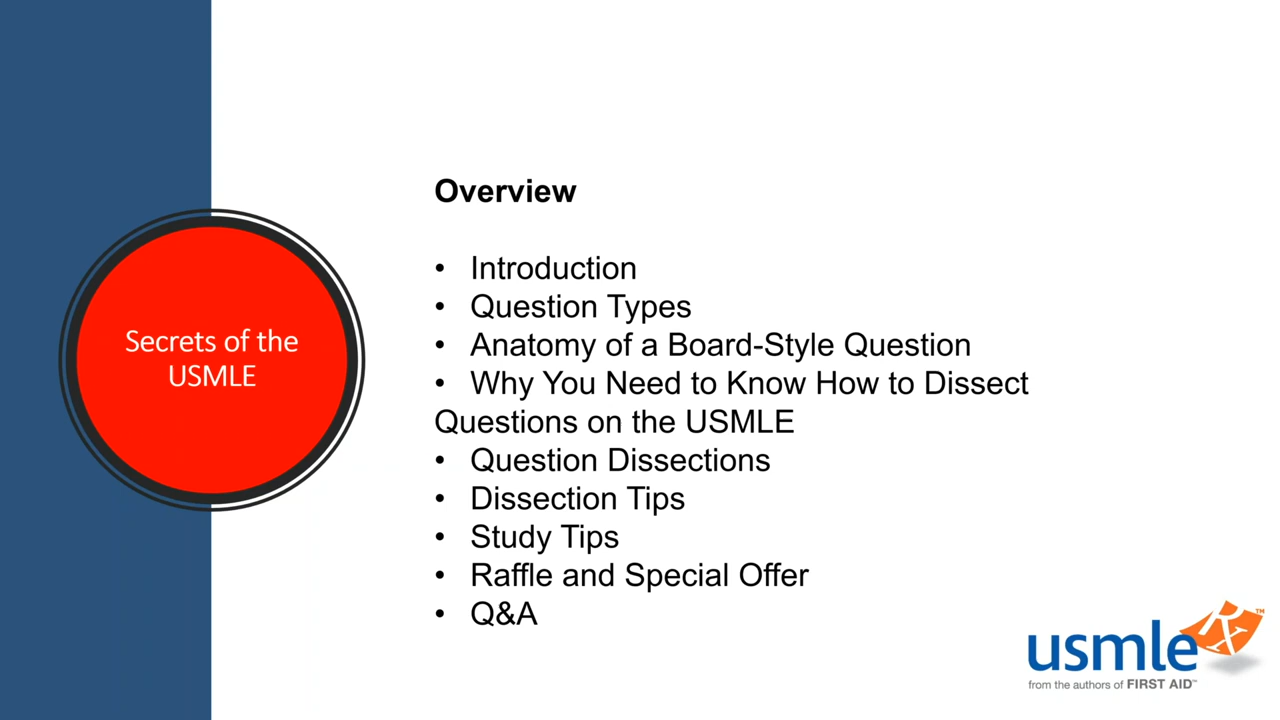 Secrets of the
USMLE
Overview
• Introduction
• Question Types
• Anatomy of a Board-Style Question
• Why You Need to Know How to Dissect
Questions on the USMLE
• Question Dissections
• Dissection Tips
• Study Tips
• Raffle and Special Offer
• Q&A
usmle Rx™
from the authors of FIRST AID™